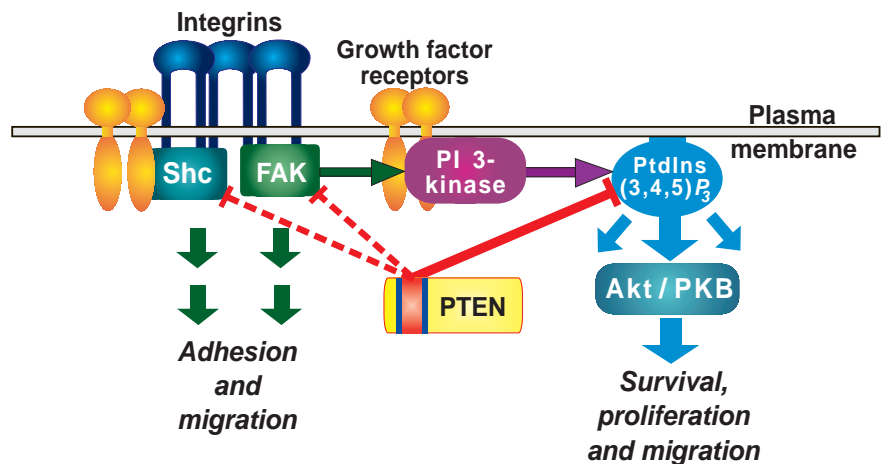 Integrins
Growth factor
receptors
Plasma
membrane
Shc
FAK
PI 3-
kinase
PtdIns
(3,4,5)P3
PTEN
Akt / PKB
Adhesion
and
migration
Survival,
proliferation
and migration